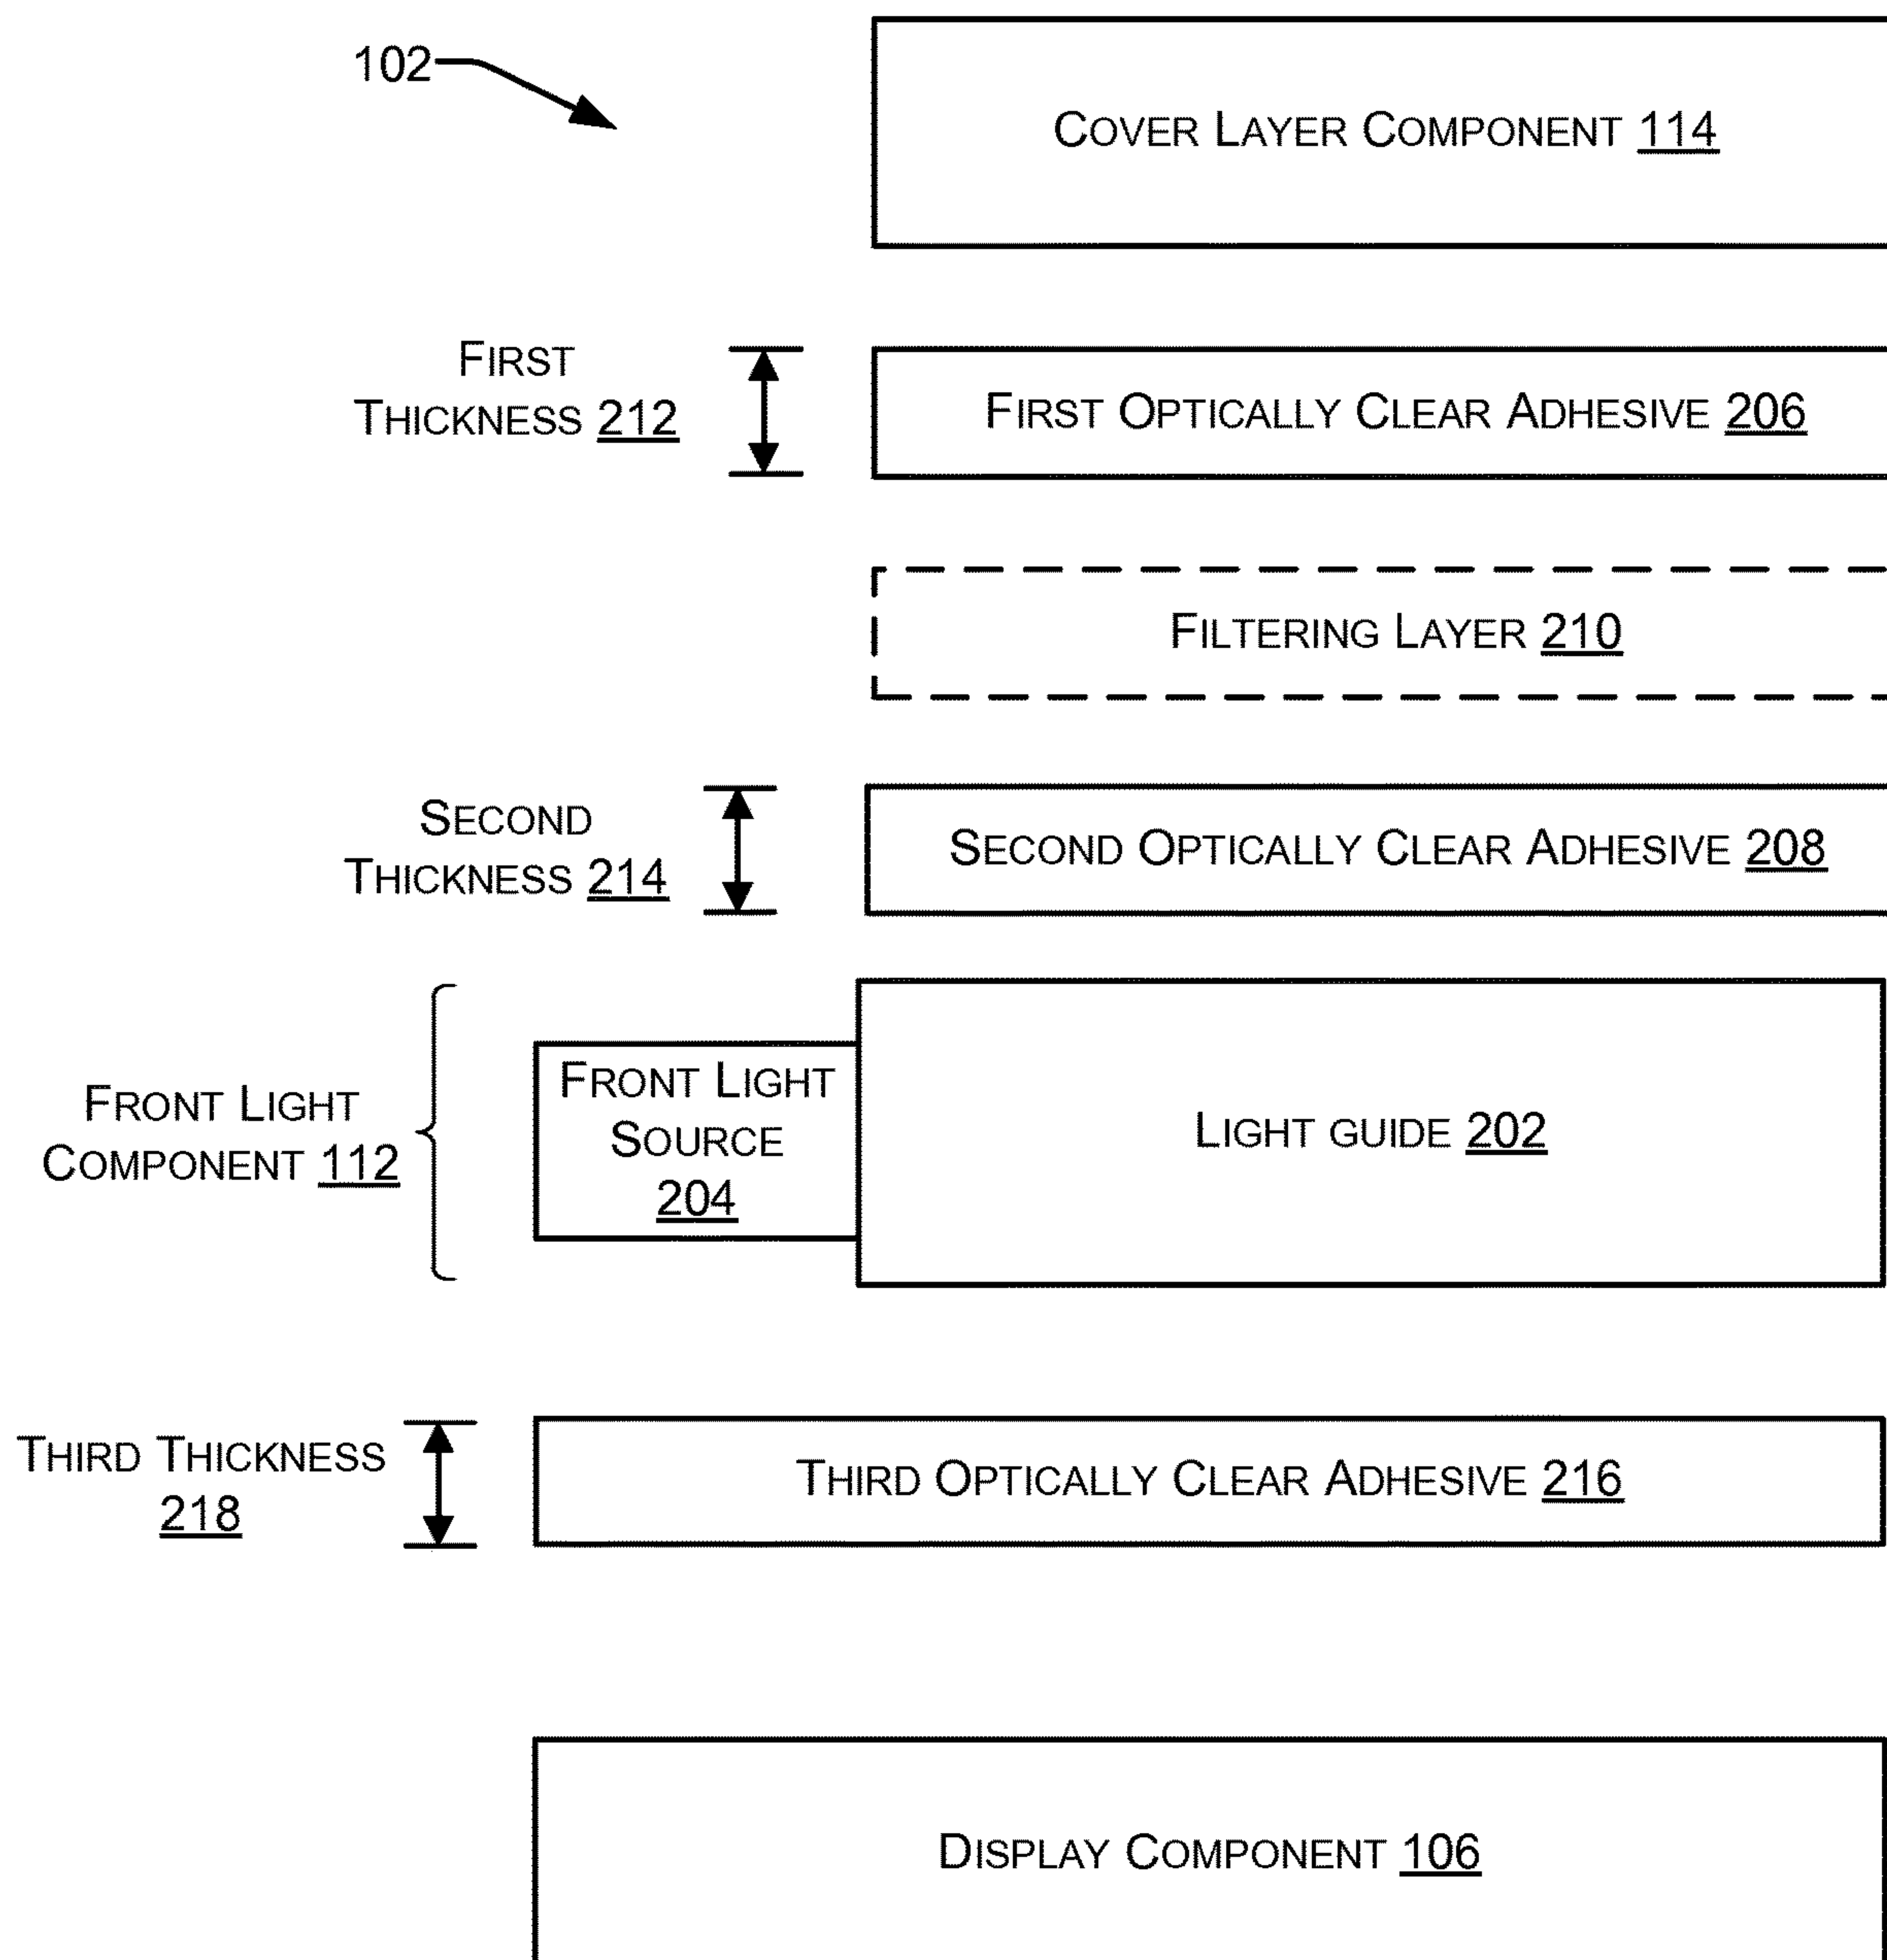 102
COVER LAYER COMPONENT 114
FIRST
THICKNESS 212
FIRST OPTICALLY CLEAR ADHESIVE 206
FILTERING LAYER 210
SECOND
THICKNESS 214
SECOND OPTICALLY CLEAR ADHESIVE 208
FRONT LIGHT
COMPONENT 112
FRONT LIGHT
SOURCE
204
LIGHT GUIDE 202
THIRD THICKNESS
218
THIRD OPTICALLY CLEAR ADHESIVE 216
DISPLAY COMPONENT 106